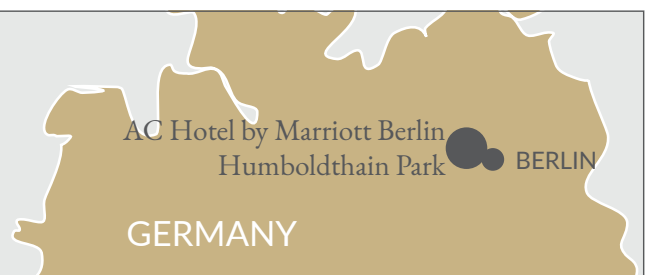 AC Hotel by Marriott Berlin
Humboldthain Park
BERLIN
GERMANY